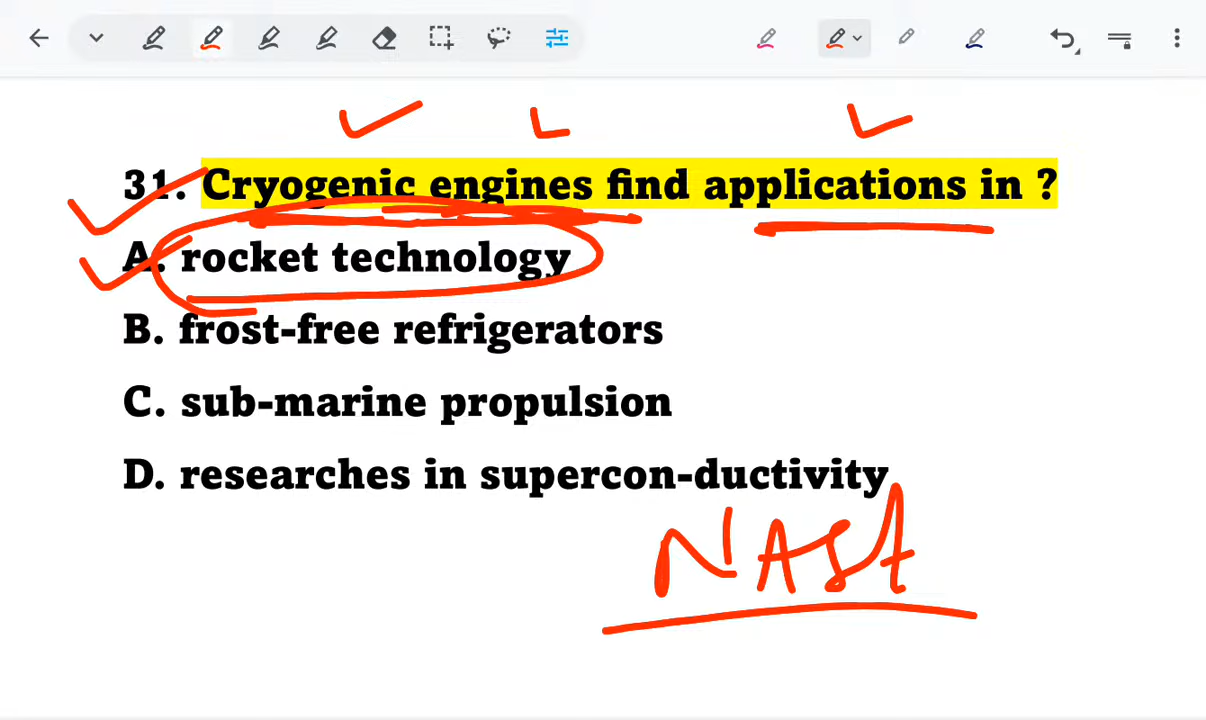 31. Cryogenic engines find applications in ?
A. rocket technology
B. frost-free refrigerators
C. sub-marine propulsion
D. researches in supercon-ductivity
NASA